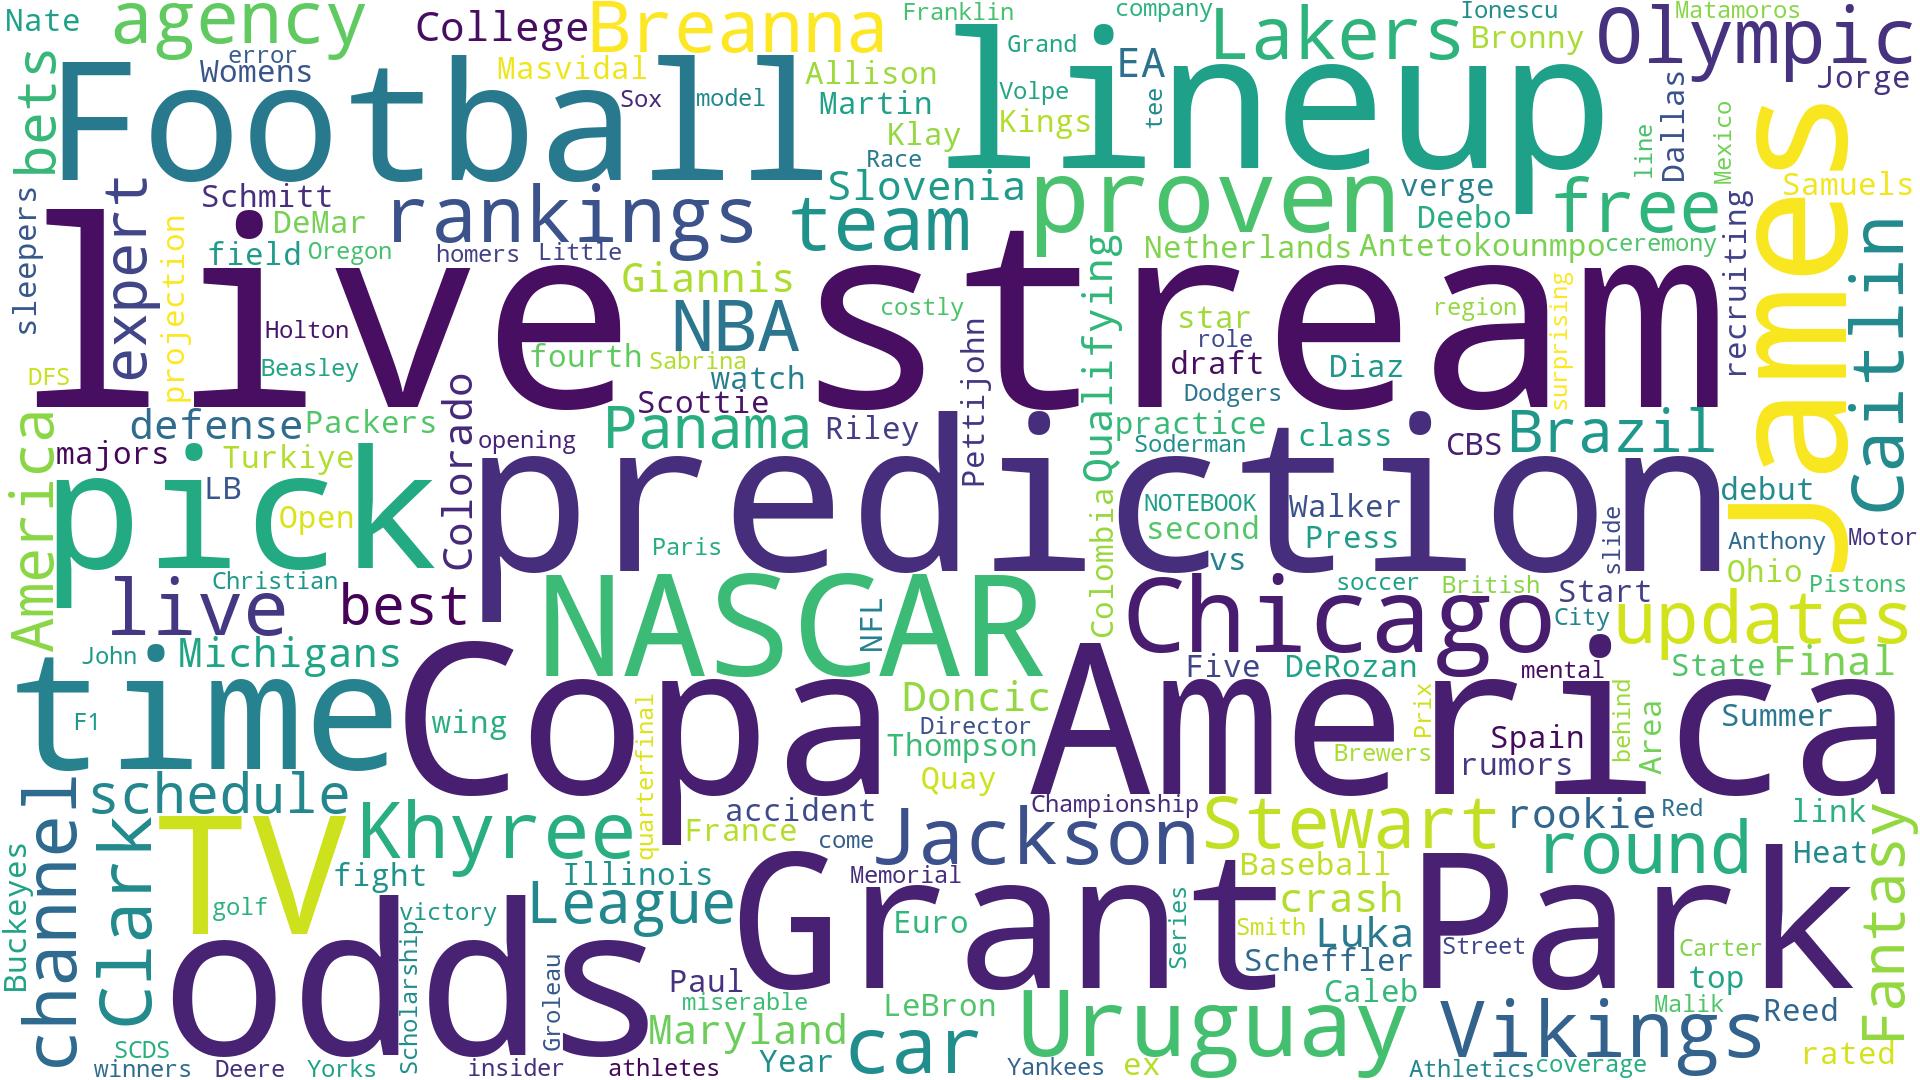 Nate
agency
College
Breanna
Franklin
company
Lakers
Ionescu
Bronny
Matamoros
Olympic
Jorge
error
Womens
bets
Football
Masvidal
Sox
model
Allison
Martin
Klay
Race
Grand
Volpe
Kings
lineup
EA
tee
line
Dallas
Mexico
James
Samuels
Schmitt
DeMar
field
Oregon
rankings
homers
Little
Slovenia
team
proven
verge
Deebo
free
Netherlands
Antetokounmpo
ceremony
sleepers
expert
projection
live stream
Holton
Beasley
DFS
Giannis
NBA
fourth
Sabrina
watch
Scottie
costly
Pettijohn
Qualifying
star
role
draft
Dodgers
Diaz
region
surprising
recruiting
Caitlin
America
defense
Packers
majors
Turkiye
LB
Open
pick
Colorado
opening
Panama
Riley
prediction
Paris
practice
Soderman
class
CBS
Brazil
NOTEBOOK
second
vs
Walker
Press
Colombia
slide
debut
Anthony
Motor
Ohio
Pistons
Christian
live
best
NASCAR
NFL
Chicago
soccer
British
Start
City
updates
John
Michigans
time
F1
wing
Copa America
quarterfinal
Doncic
Director
Thompson
Quay
Five
DeRozan
mental
State
Final
Prix
Brewers
Spain
rumors
behind
Area
Summer
channel
schedule
Clark
TV
Khyree
France
accident
come
Jackson
Championship
Stewart
rookie
Red
link
Fantasy
Buckeyes
golf
fight
victory
Illinois
League
Memorial
Grant Park
Euro
Series
Baseball
crash
Smith
Luka
Scheffler
Street
round
Heat
Carter
top
odds
Scholarship
Groleau
Paul
miserable
Maryland
LeBron
Uruguay
Caleb
Vikings
Malik
Reed
SCDS
winners
Deere
Yorks
insider
athletes
Year
car
Yankees
ex
Athletics
coverage
rated